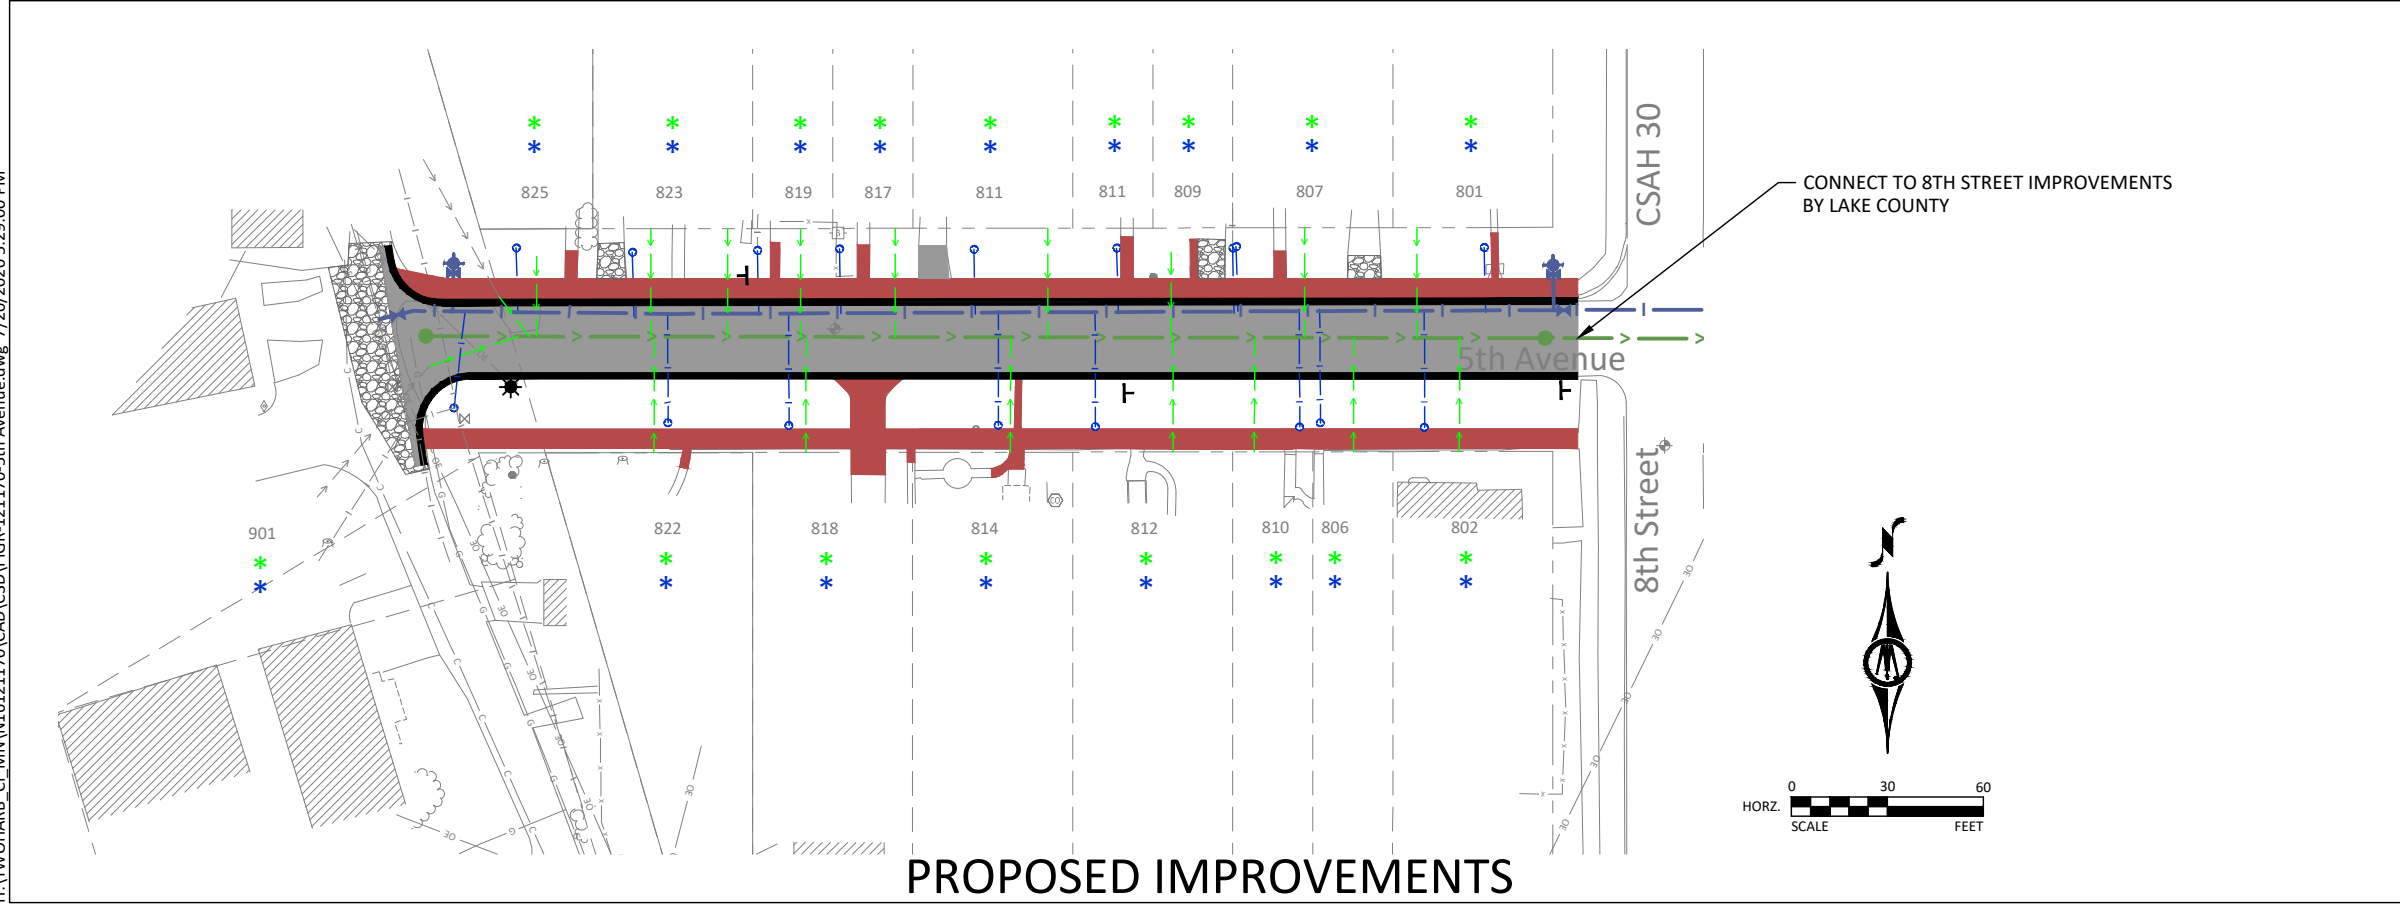 CSAH 30
CONNECT TO 8TH STREET IMPROVEMENTS
BY LAKE COUNTY
825
823
819
817
811
811
809
807
801
5th Avenue
8th Street
901
822
818
814
812
810
806
802
N
0 30 60
HORZ.
SCALE FEET
PROPOSED IMPROVEMENTS